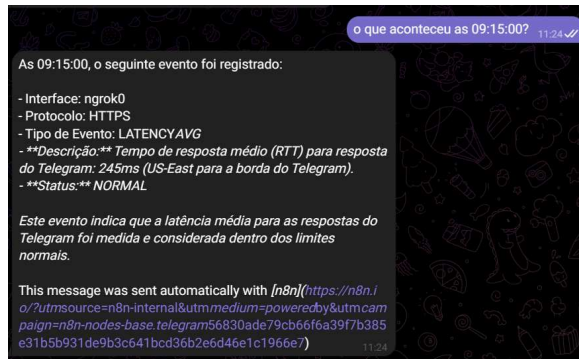 o que aconteceu as 09:15:00?
11:24
As 09:15:00, o seguinte evento foi registrado:
- Interface: ngrok0
- Protocolo: HTTPS
- Tipo de Evento: LATENCYAVG
- **Descrição:** Tempo de resposta médio (RTT) para resposta
do Telegram: 245ms (US-East para a borda do Telegram).
- **Status:** NORMAL
Este evento indica que a latência média para as respostas do
Telegram foi medida e considerada dentro dos limites
normais.
This message was sent automatically with [n8n](https://n8n.i
o/?utmsource=n8n-internal&utmmedium=poweredby&utmcam
paign=n8n-nodes-base.telegram56830ade79cb66f6a39f7b385
e31b5b931de9b3c641bcd36b2e6d46e1c1966e7)
11:24